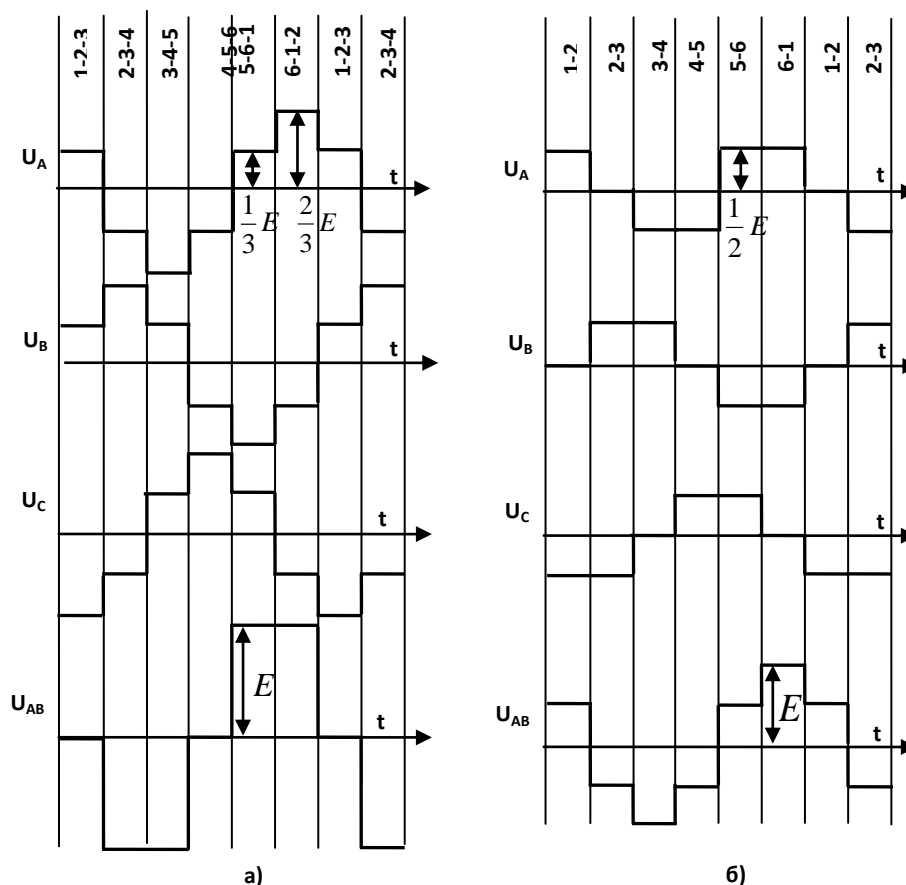 1-2-3
2-3-4
3-4-5
4-5-6
5-6-1
6-1-2
1-2-3
2-3-4
U_A
t
1/3 E
2/3 E
U_B
t
U_C
t
E
U_AB
t
а)
1-2
2-3
3-4
4-5
5-6
6-1
1-2
2-3
U_A
t
1/2 E
U_B
t
U_C
t
E
U_AB
t
б)